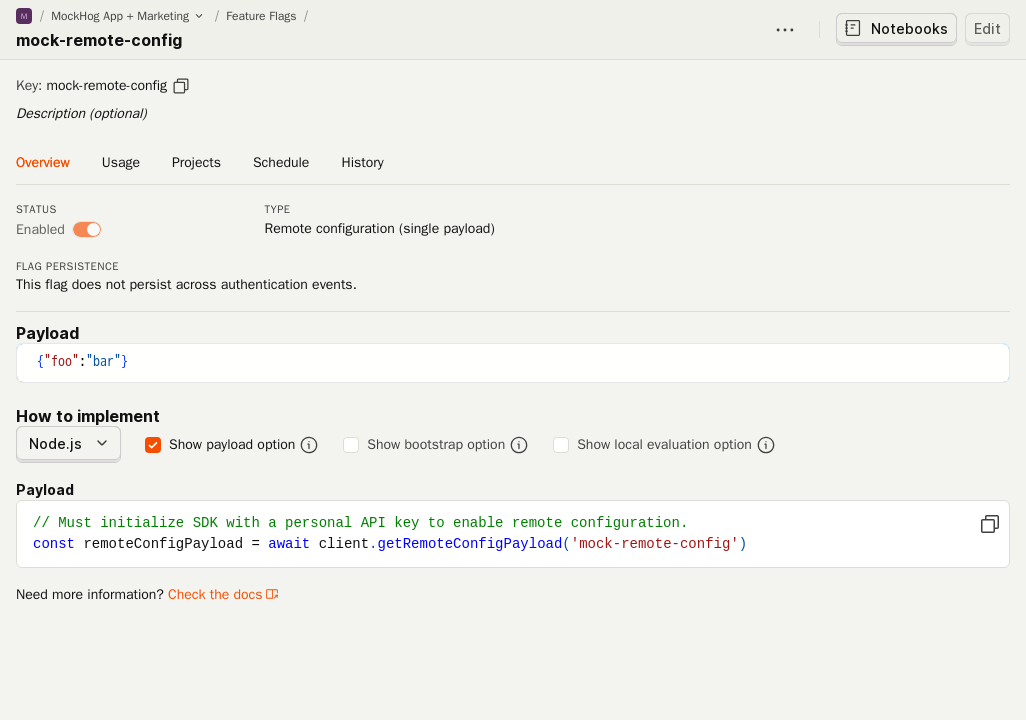 M / MockHog App + Marketing / Feature Flags /
mock-remote-config
Notebooks
Edit
Key: mock-remote-config
Description (optional)
Overview Usage Projects Schedule History
STATUS TYPE
Enabled Remote configuration (single payload)
FLAG PERSISTENCE
This flag does not persist across authentication events.
Payload
{"foo":"bar"}
How to implement
Node.js Show payload option Show bootstrap option Show local evaluation option
Payload
// Must initialize SDK with a personal API key to enable remote configuration.
const remoteConfigPayload = await client.getRemoteConfigPayload('mock-remote-config')
Need more information? Check the docs